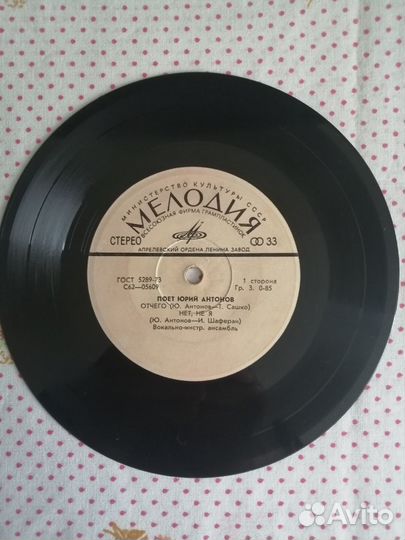 МИНИСТЕРСТВО КУЛЬТУРЫ СССР
МЕЛОДИЯ
ВСЕСОЮЗНАЯ ФИРМА ГРАМПЛАСТИНОК
СТЕРЕО 33
АПРЕЛЕВСКИЙ ОРДЕНА ЛЕНИНА ЗАВОД
ГОСТ 5289-73 1 сторона
С62—05609 Гр. 3. 0-85
ПОЕТ ЮРИЙ АНТОНОВ
ОТЧЕГО (Ю. Антонов—Т. Сашко)
НЕТ, НЕ Я
(Ю. Антонов—И. Шаферан)
Вокально-инстр. ансамбль
Avito